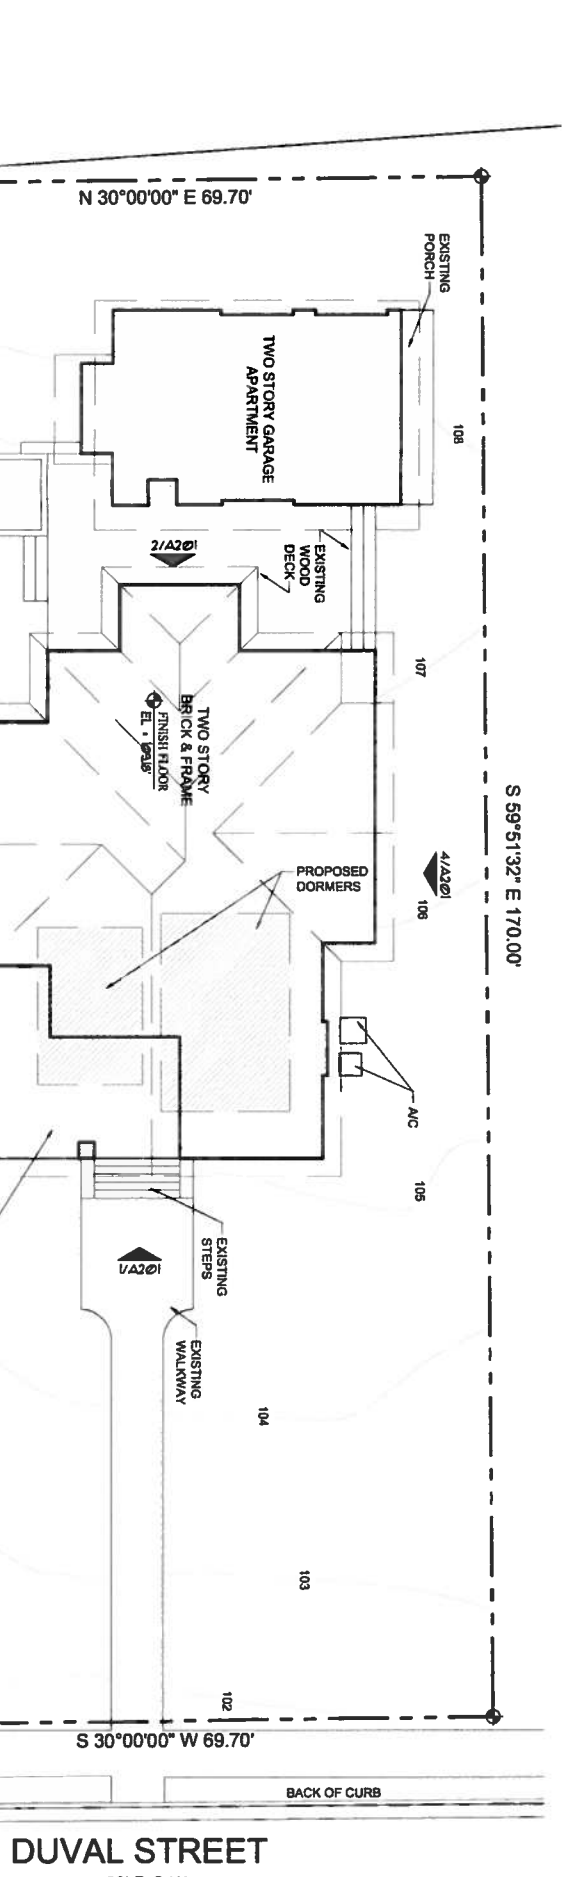 N 30°00'00" E 69.70'
EXISTING
PORCH
TWO STORY GARAGE
APARTMENT
108
2/A201
EXISTING
WOOD
DECK
107
TWO STORY
BRICK & FRAME
FINISH FLOOR
EL =
S 59°51'32" E 170.00'
4/A201
106
PROPOSED
DORMERS
A/C
105
EXISTING
STEPS
1/A201
EXISTING
WALKWAY
104
103
102
S 30°00'00" W 69.70'
BACK OF CURB
DUVAL STREET